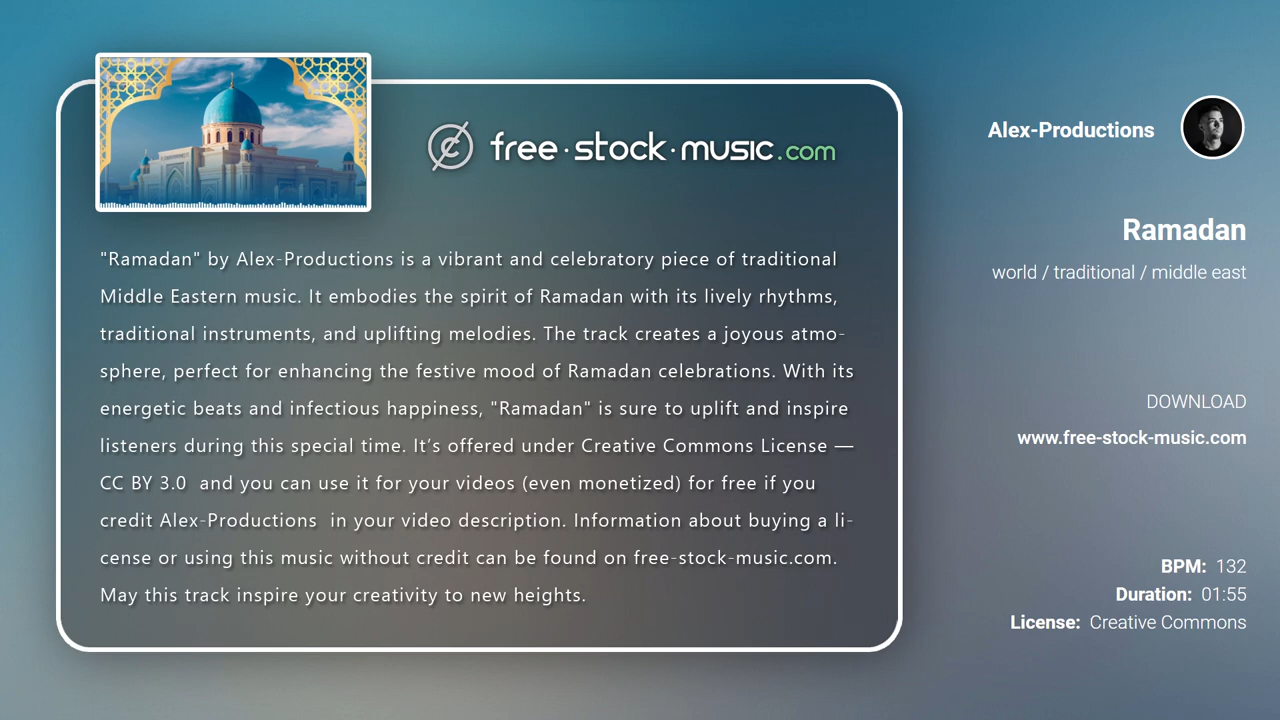 free·stock·music.com
"Ramadan" by Alex-Productions is a vibrant and celebratory piece of traditional
Middle Eastern music. It embodies the spirit of Ramadan with its lively rhythms,
traditional instruments, and uplifting melodies. The track creates a joyous atmo-
sphere, perfect for enhancing the festive mood of Ramadan celebrations. With its
energetic beats and infectious happiness, "Ramadan" is sure to uplift and inspire
listeners during this special time. It’s offered under Creative Commons License —
CC BY 3.0  and you can use it for your videos (even monetized) for free if you
credit Alex-Productions  in your video description. Information about buying a li-
cense or using this music without credit can be found on free-stock-music.com.
May this track inspire your creativity to new heights.
Alex-Productions
Ramadan
world / traditional / middle east
DOWNLOAD
www.free-stock-music.com
BPM: 132
Duration: 01:55
License: Creative Commons